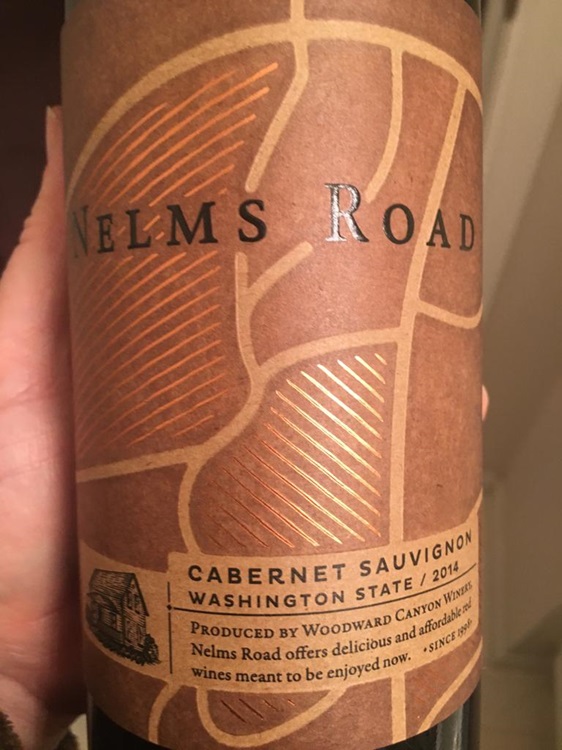 NELMS ROAD
CABERNET SAUVIGNON
WASHINGTON STATE / 2014
PRODUCED BY WOODWARD CANYON WINERY,
Nelms Road offers delicious and affordable red
wines meant to be enjoyed now. • SINCE 1996 •